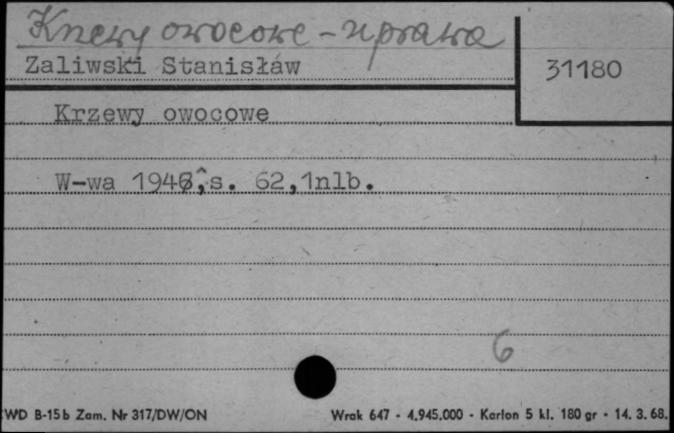 Krzewy owocowe - uprawa
Zaliwski Stanisław
31180
Krzewy owocowe
W-wa 1946, s. 62,1nlb.
6
WD B-15b Zam. Nr 317/DW/ON
Wrak 647 - 4.945.000 - Karton 5 kl. 180 gr - 14. 3. 68.